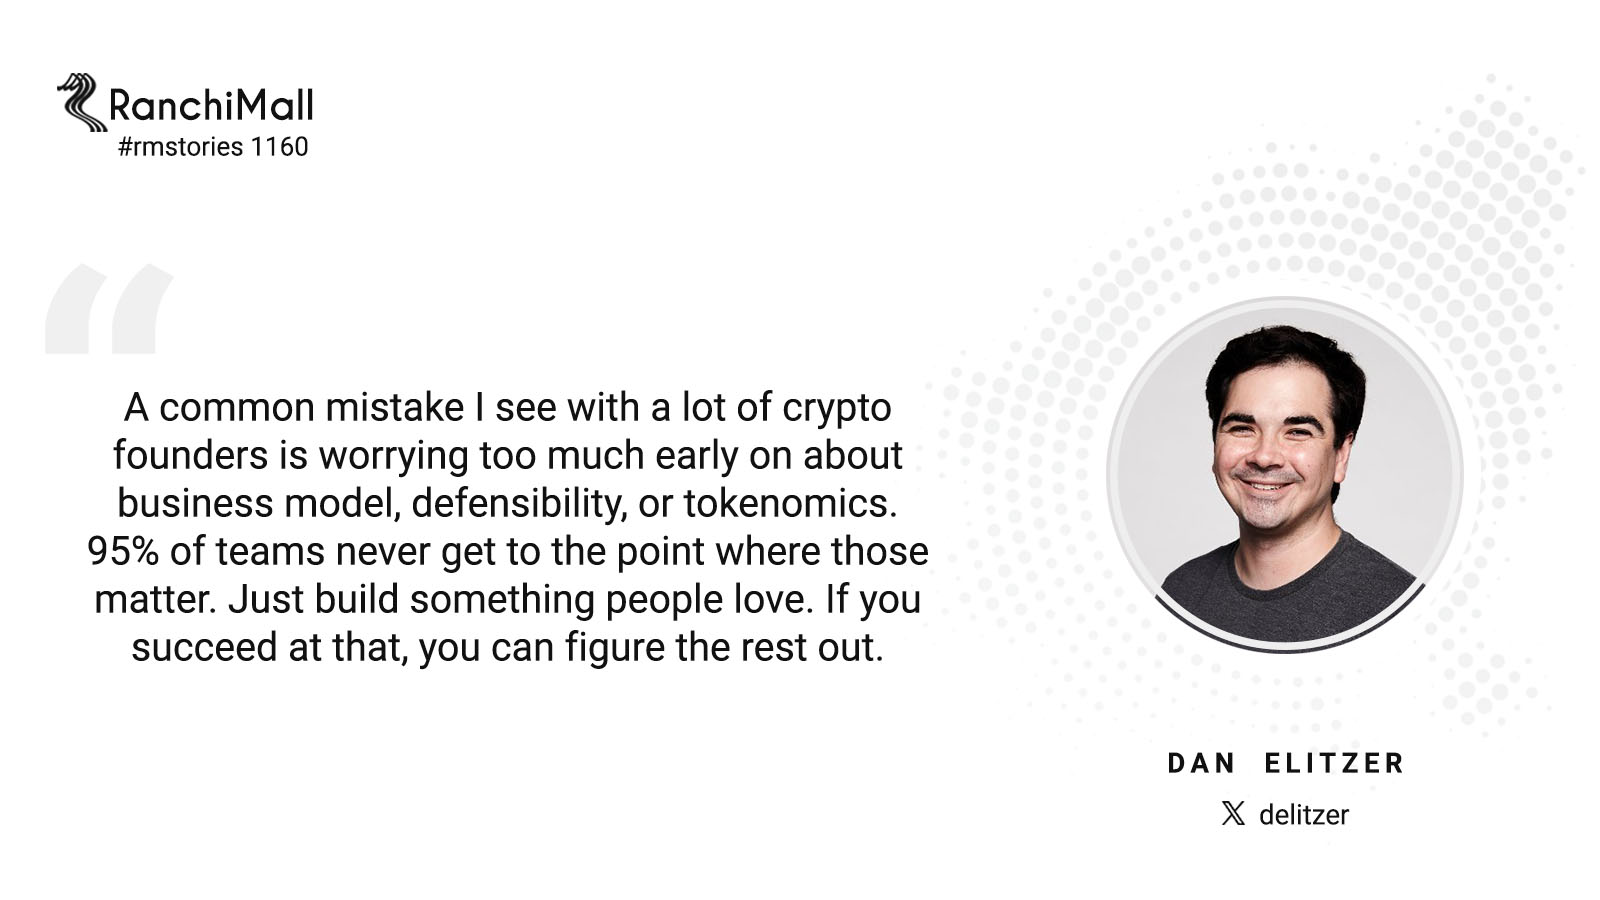 RanchiMall
#rmstories 1160
“
A common mistake I see with a lot of crypto
founders is worrying too much early on about
business model, defensibility, or tokenomics.
95% of teams never get to the point where those
matter. Just build something people love. If you
succeed at that, you can figure the rest out.
DAN ELITZER
𝕏 delitzer